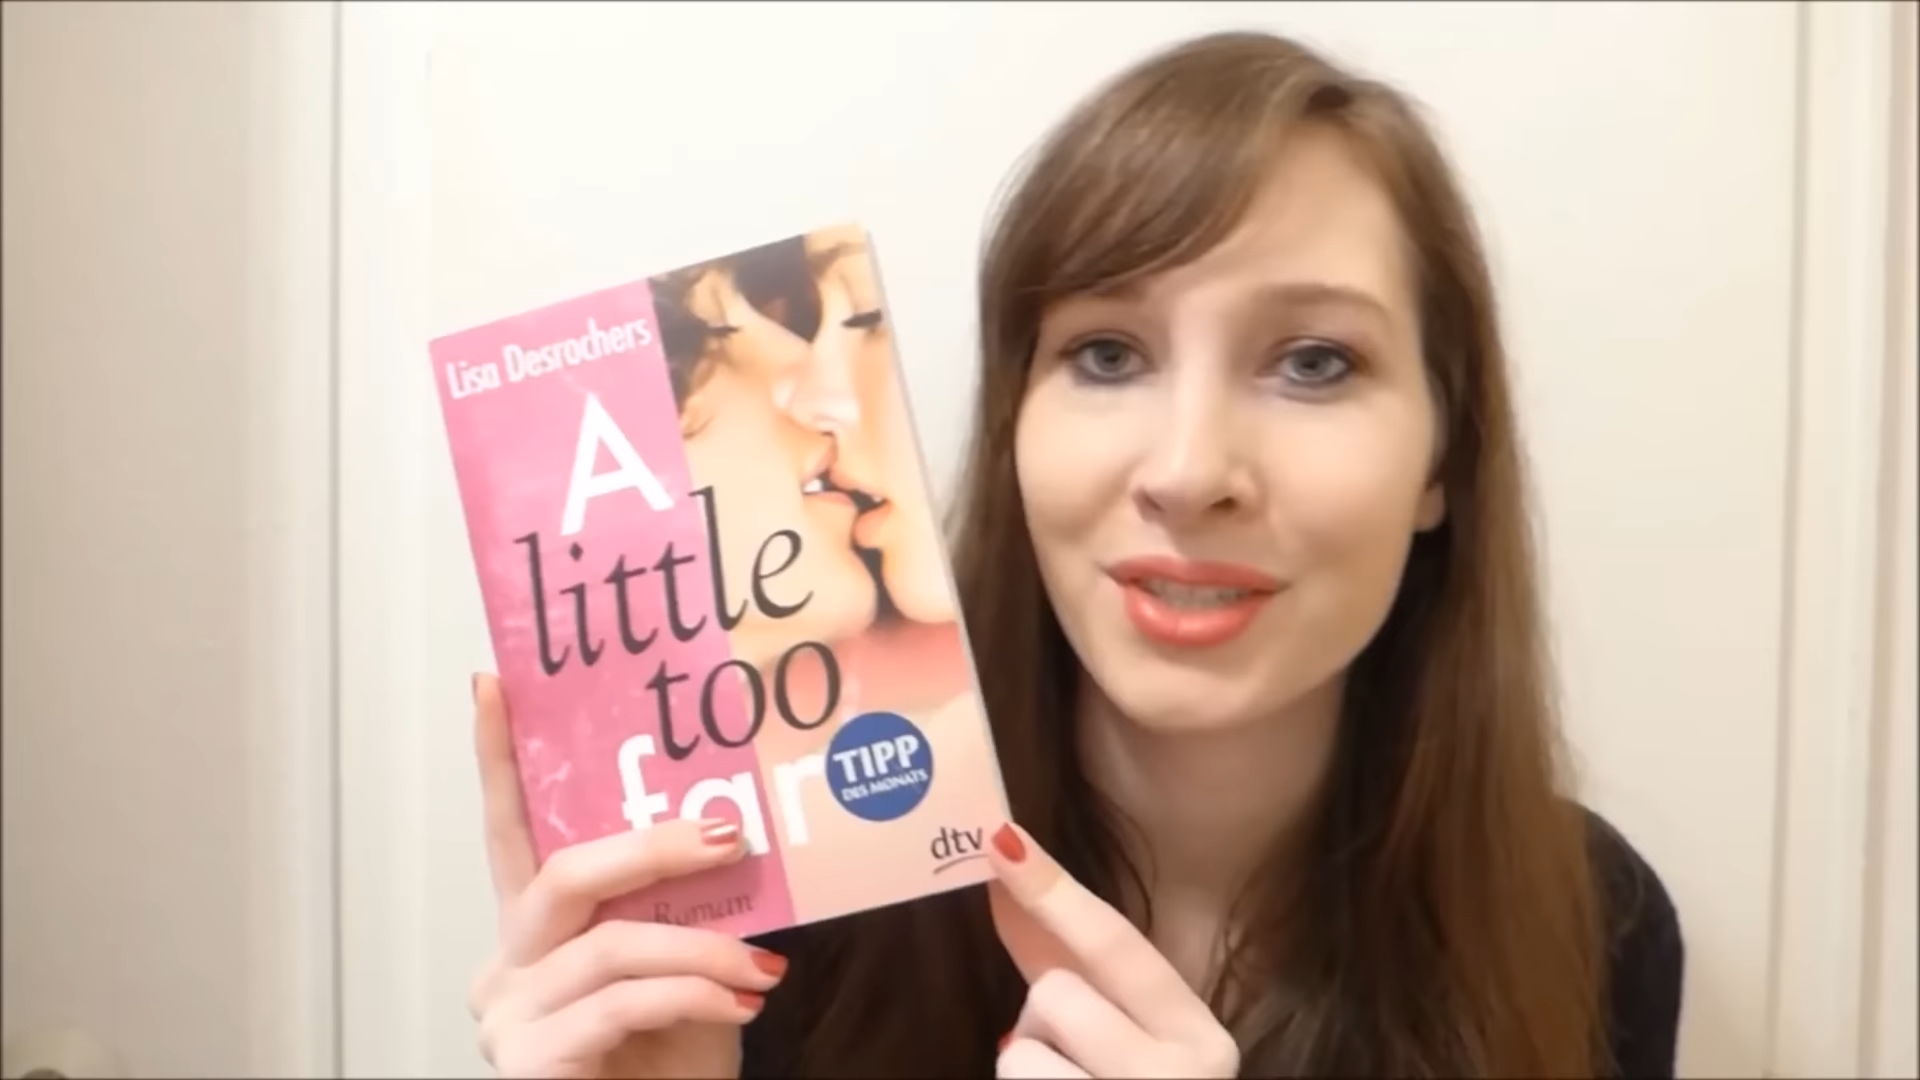 Lisa Desrochers
A
little
too
far
TIPP
DES MONATS
dtv
Roman